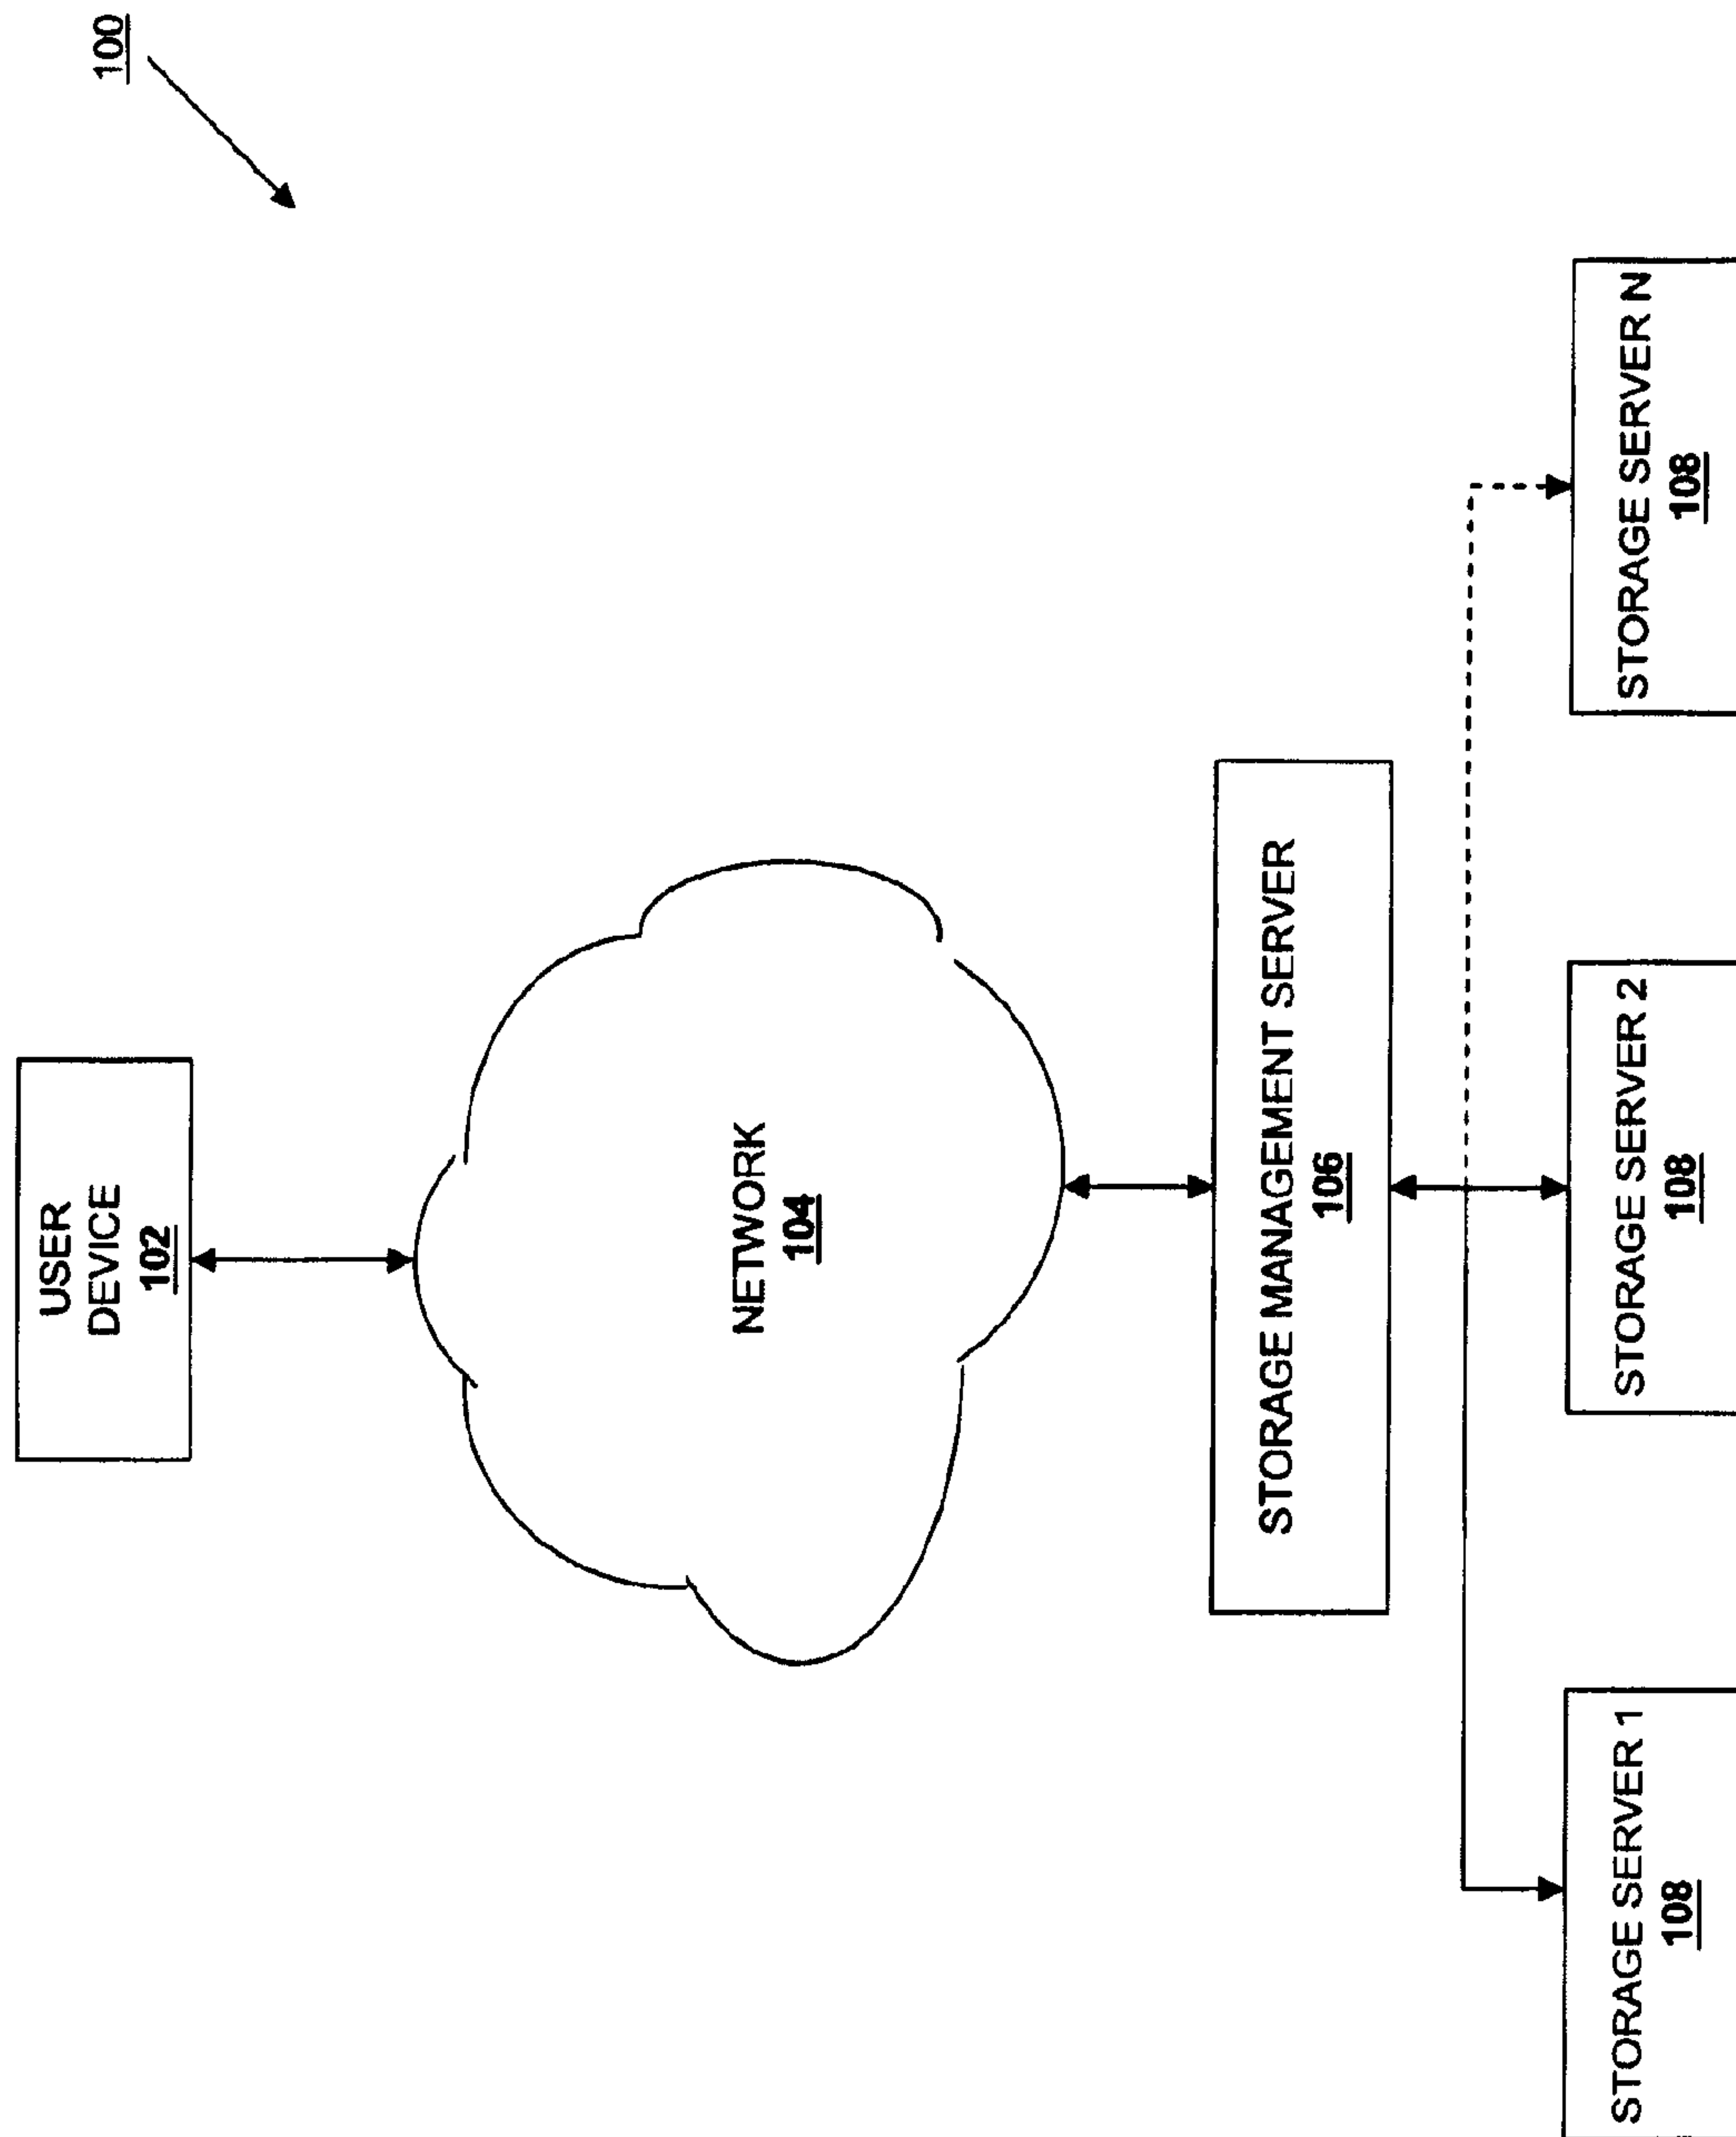 100
USER
DEVICE
102
NETWORK
104
STORAGE MANAGEMENT SERVER
106
STORAGE SERVER 1
108
STORAGE SERVER 2
108
STORAGE SERVER N
108